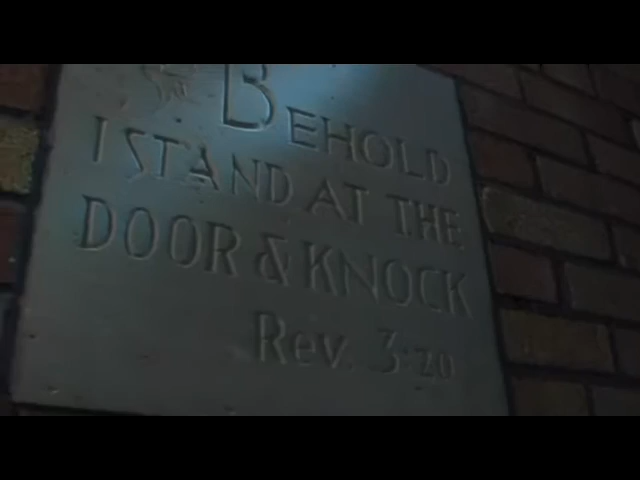 BEHOLD
I STAND AT THE
DOOR & KNOCK
Rev. 3·20